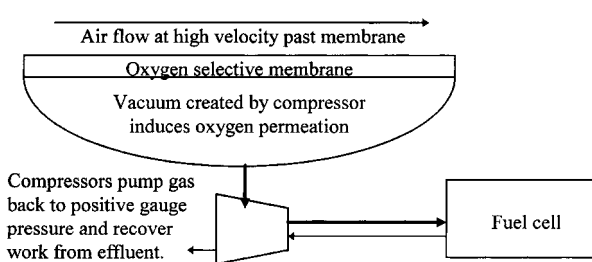 Air flow at high velocity past membrane
Oxygen selective membrane
Vacuum created by compressor
induces oxygen permeation
Compressors pump gas
back to positive gauge
pressure and recover
work from effluent.
Fuel cell